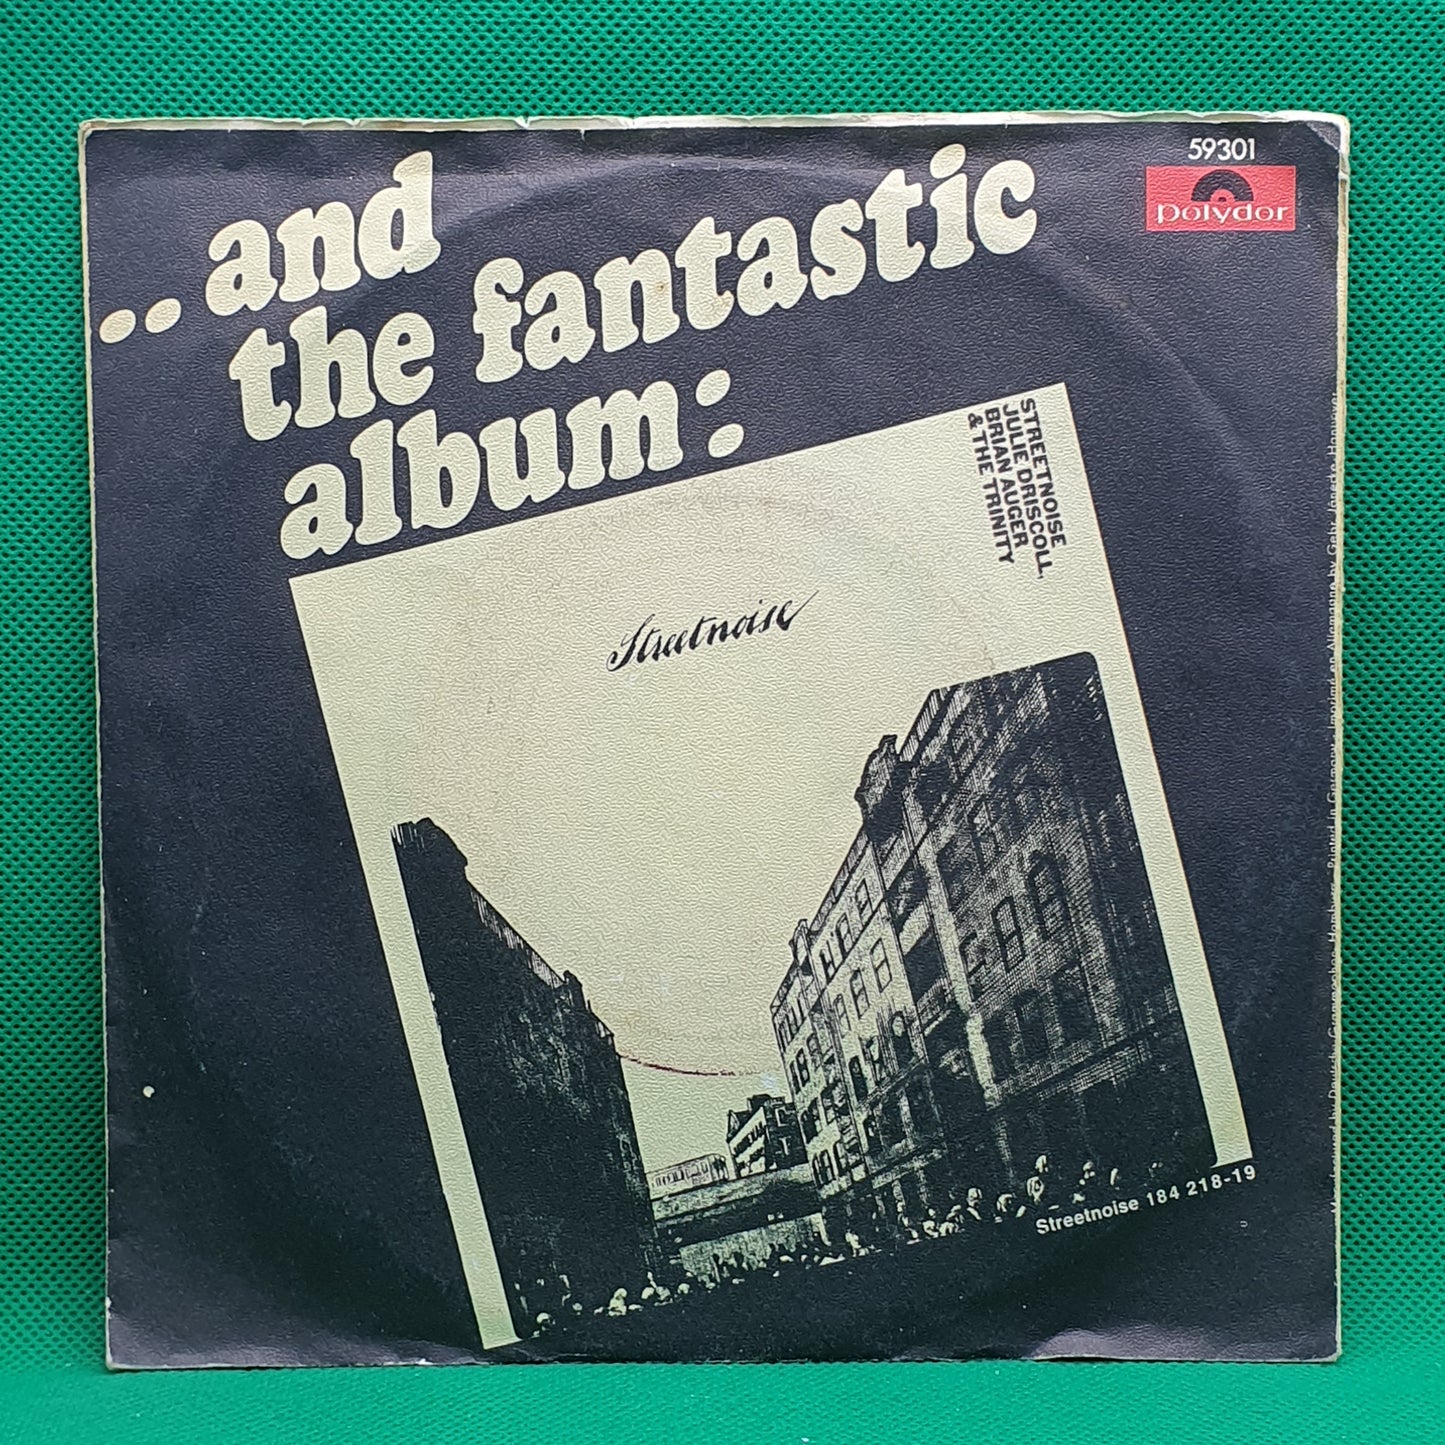 59301
polydor
..and
the fantastic
album:
STREETNOISE
JULIE DRISCOLL,
BRIAN AUGER
& THE TRINITY
Streetnoise
Streetnoise 184 218-19